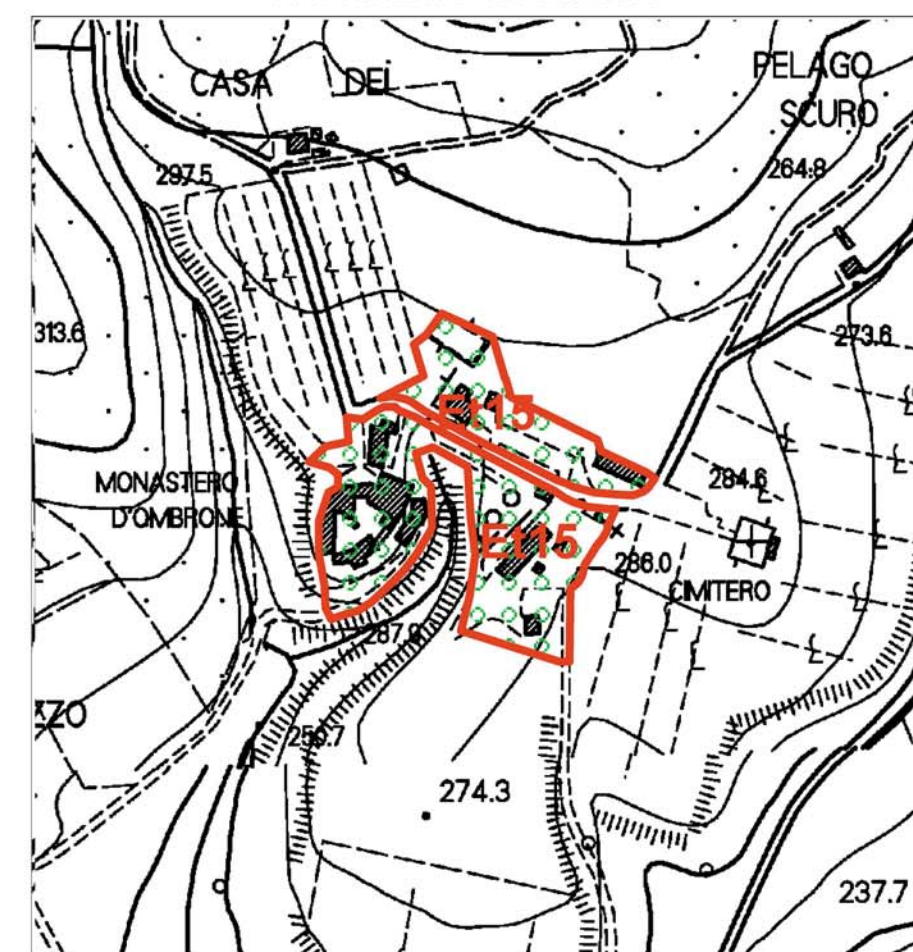 CASA DEL
PELAGO
SCURO
297.5
264.8
313.6
273.6
Et15
MONASTERO
D'OMBRONE
284.6
Et15
286.0
CIMITERO
287.9
ZZO
274.3
237.7